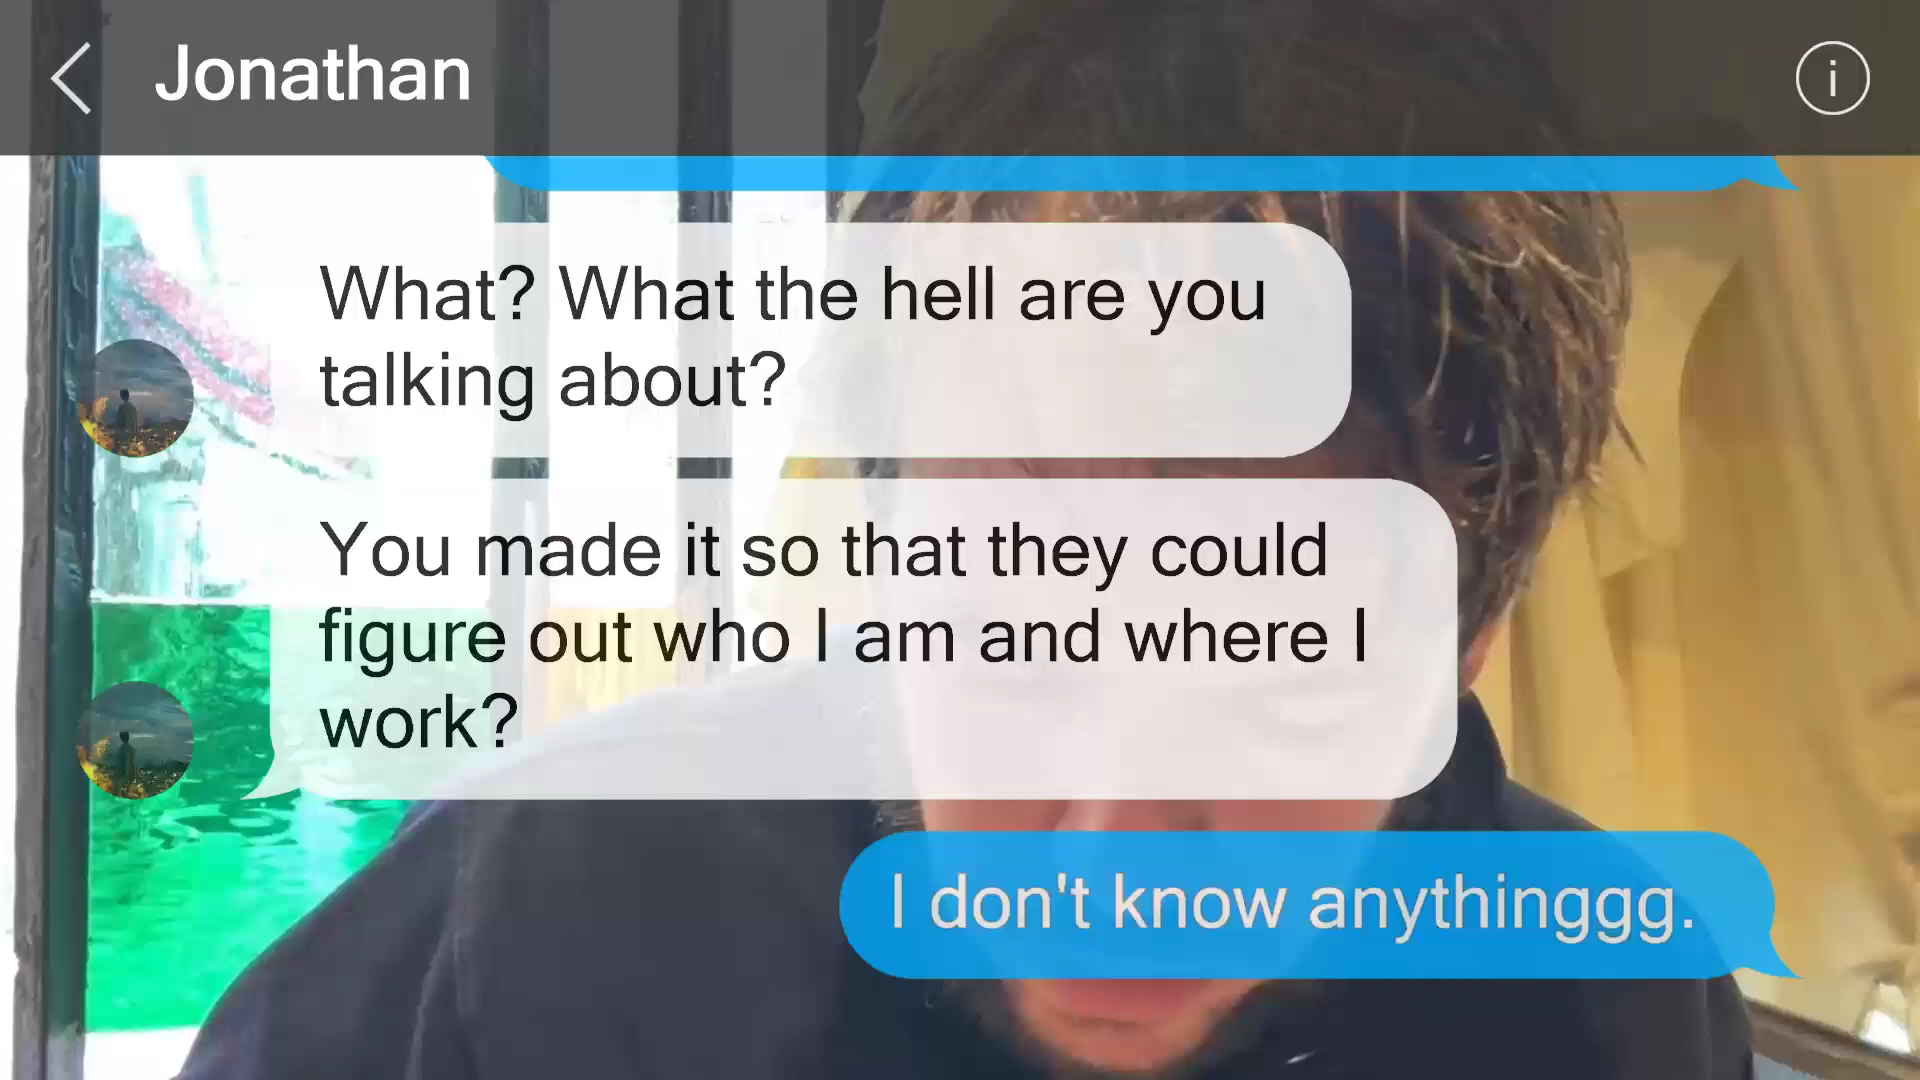 Jonathan
What? What the hell are you
talking about?
You made it so that they could
figure out who I am and where I
work?
I don't know anythinggg.